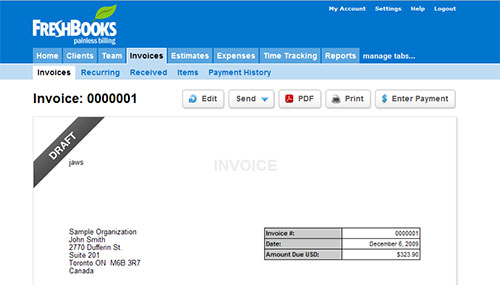 My Account Settings Help Logout
FRESHBOOKS
painless billing
Home Clients Team Invoices Estimates Expenses Time Tracking Reports manage tabs...
Invoices Recurring Received Items Payment History
Invoice: 0000001
Edit Send PDF Print $ Enter Payment
DRAFT
jaws
INVOICE
Sample Organization
John Smith
2770 Dufferin St.
Suite 201
Toronto ON M6B 3R7
Canada
Invoice #: 0000001
Date: December 6, 2009
Amount Due USD: $323.90